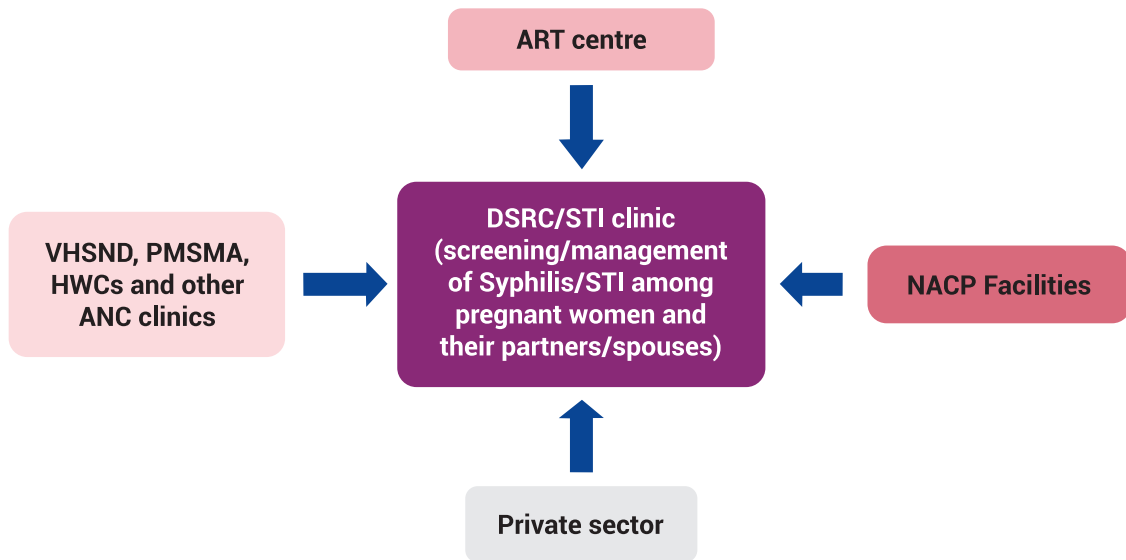 ART centre
DSRC/STI clinic
(screening/management
of Syphilis/STI among
pregnant women and
their partners/spouses)
VHSND, PMSMA,
HWCs and other
ANC clinics
NACP Facilities
Private sector